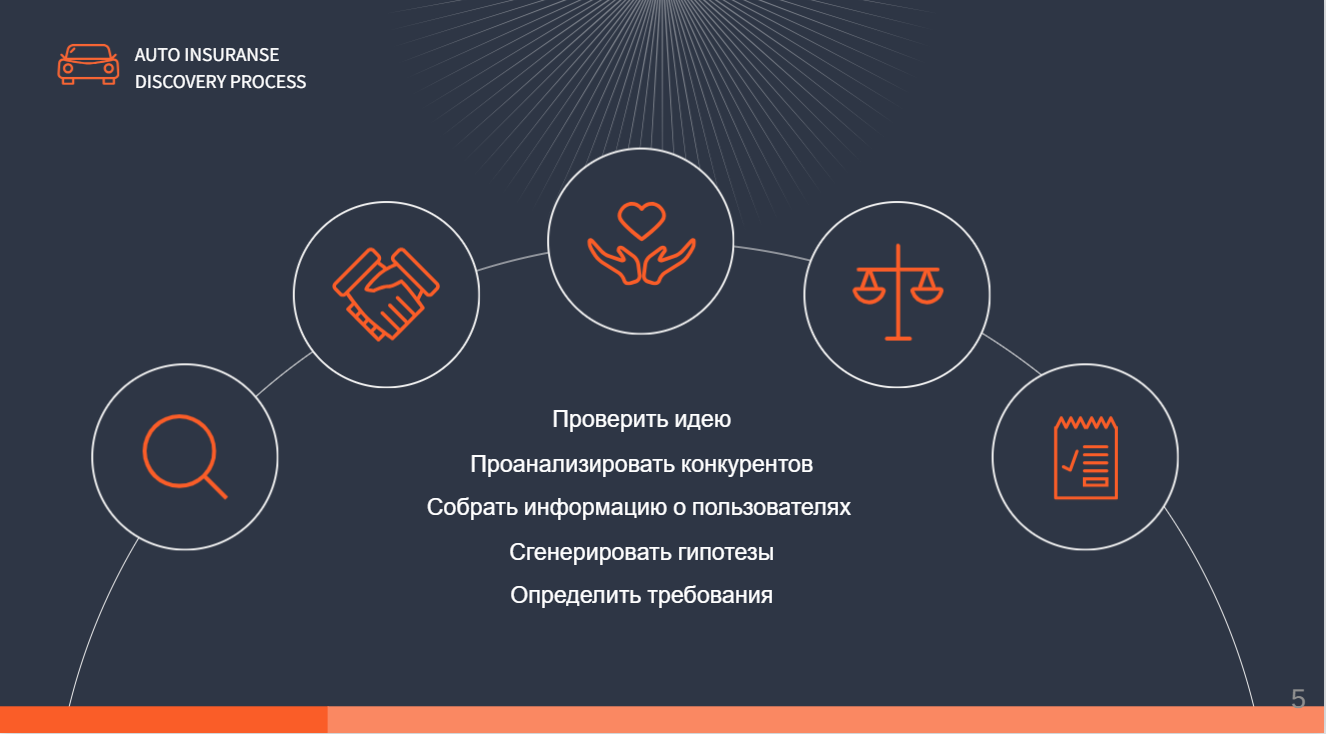 AUTO INSURANSE
DISCOVERY PROCESS
Проверить идею
Проанализировать конкурентов
Собрать информацию о пользователях
Сгенерировать гипотезы
Определить требования
5